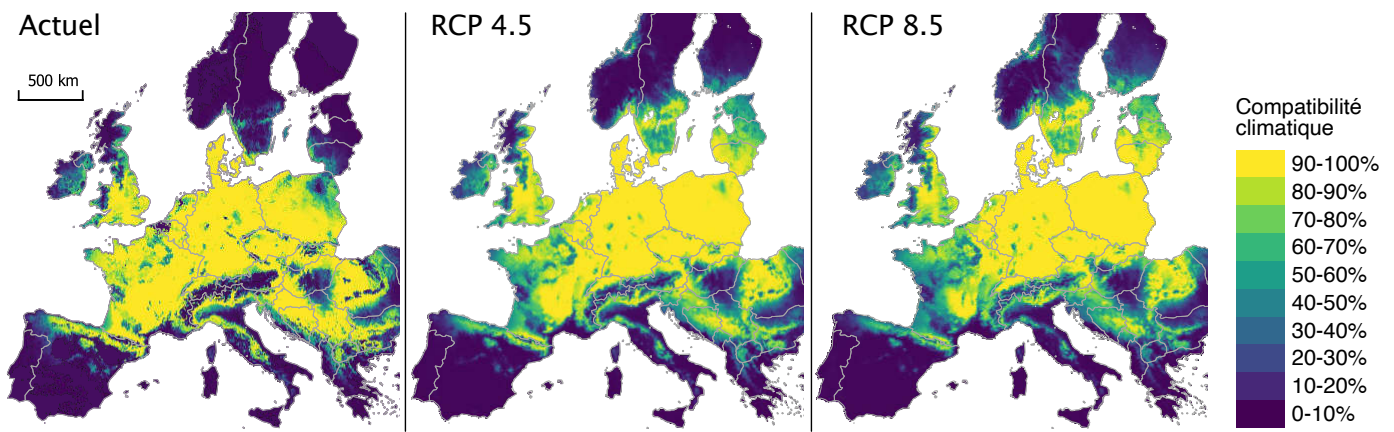 Actuel
RCP 4.5
RCP 8.5
500 km
Compatibilité
climatique
90-100%
80-90%
70-80%
60-70%
50-60%
40-50%
30-40%
20-30%
10-20%
0-10%